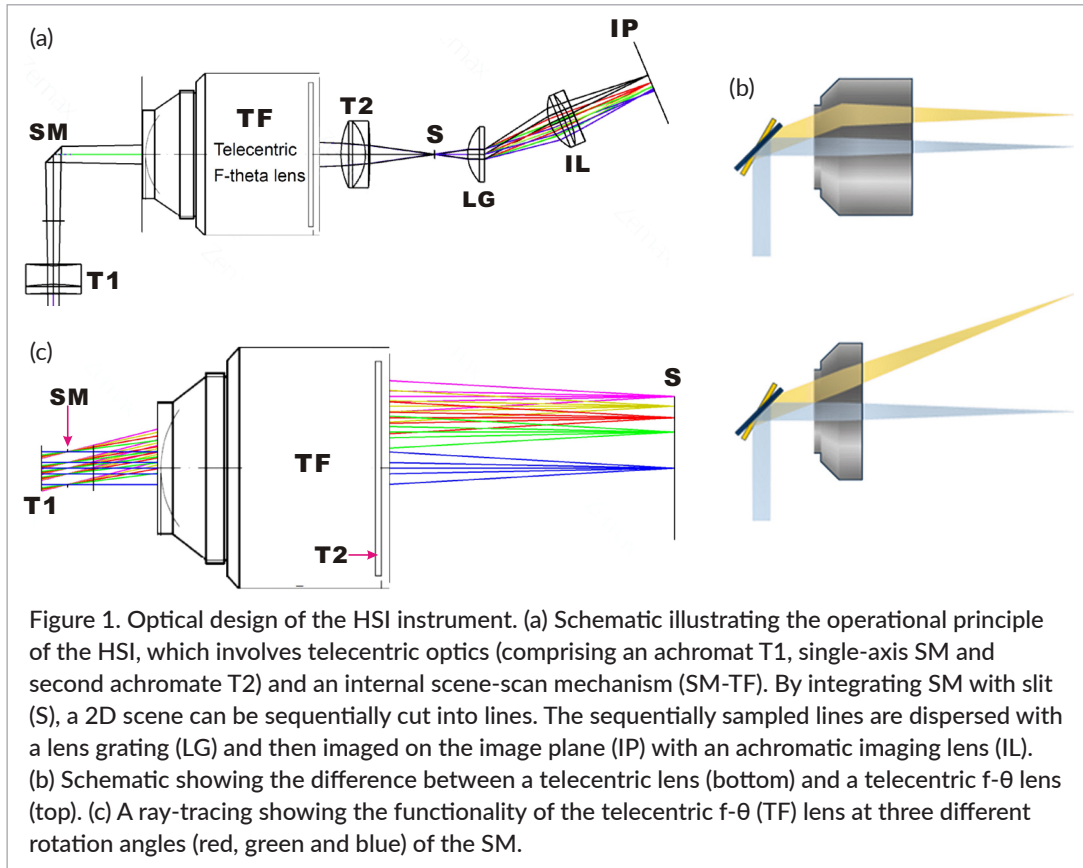 (a)
IP
SM
TF
Telecentric
F-theta lens
T2
S
LG
IL
T1
(b)
(c)
SM
T1
TF
T2
S
Figure 1. Optical design of the HSI instrument. (a) Schematic illustrating the operational principle
of the HSI, which involves telecentric optics (comprising an achromat T1, single-axis SM and
second achromate T2) and an internal scene-scan mechanism (SM-TF). By integrating SM with slit
(S), a 2D scene can be sequentially cut into lines. The sequentially sampled lines are dispersed with
a lens grating (LG) and then imaged on the image plane (IP) with an achromatic imaging lens (IL).
(b) Schematic showing the difference between a telecentric lens (bottom) and a telecentric f-θ lens
(top). (c) A ray-tracing showing the functionality of the telecentric f-θ (TF) lens at three different
rotation angles (red, green and blue) of the SM.